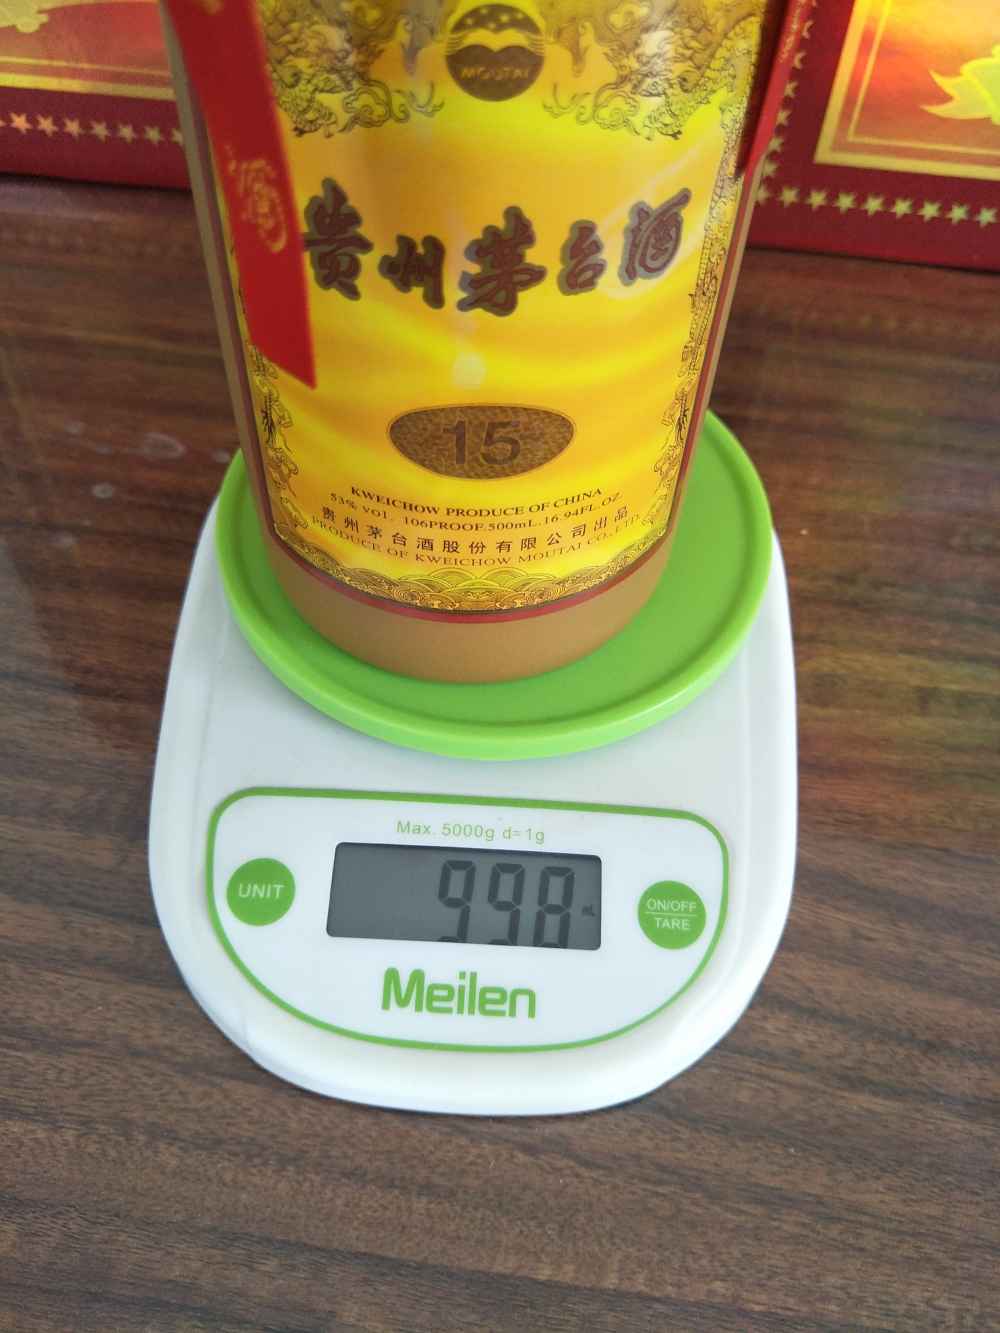 MOUTAI
贵州茅台酒
15
KWEICHOW PRODUCE OF CHINA
53% vol. 106PROOF.500mL.16.94FL.OZ
贵州茅台酒股份有限公司出品
PRODUCE OF KWEICHOW MOUTAI CO., LTD
Max. 5000g d=1g
UNIT
998
ON/OFF
TARE
Meilen